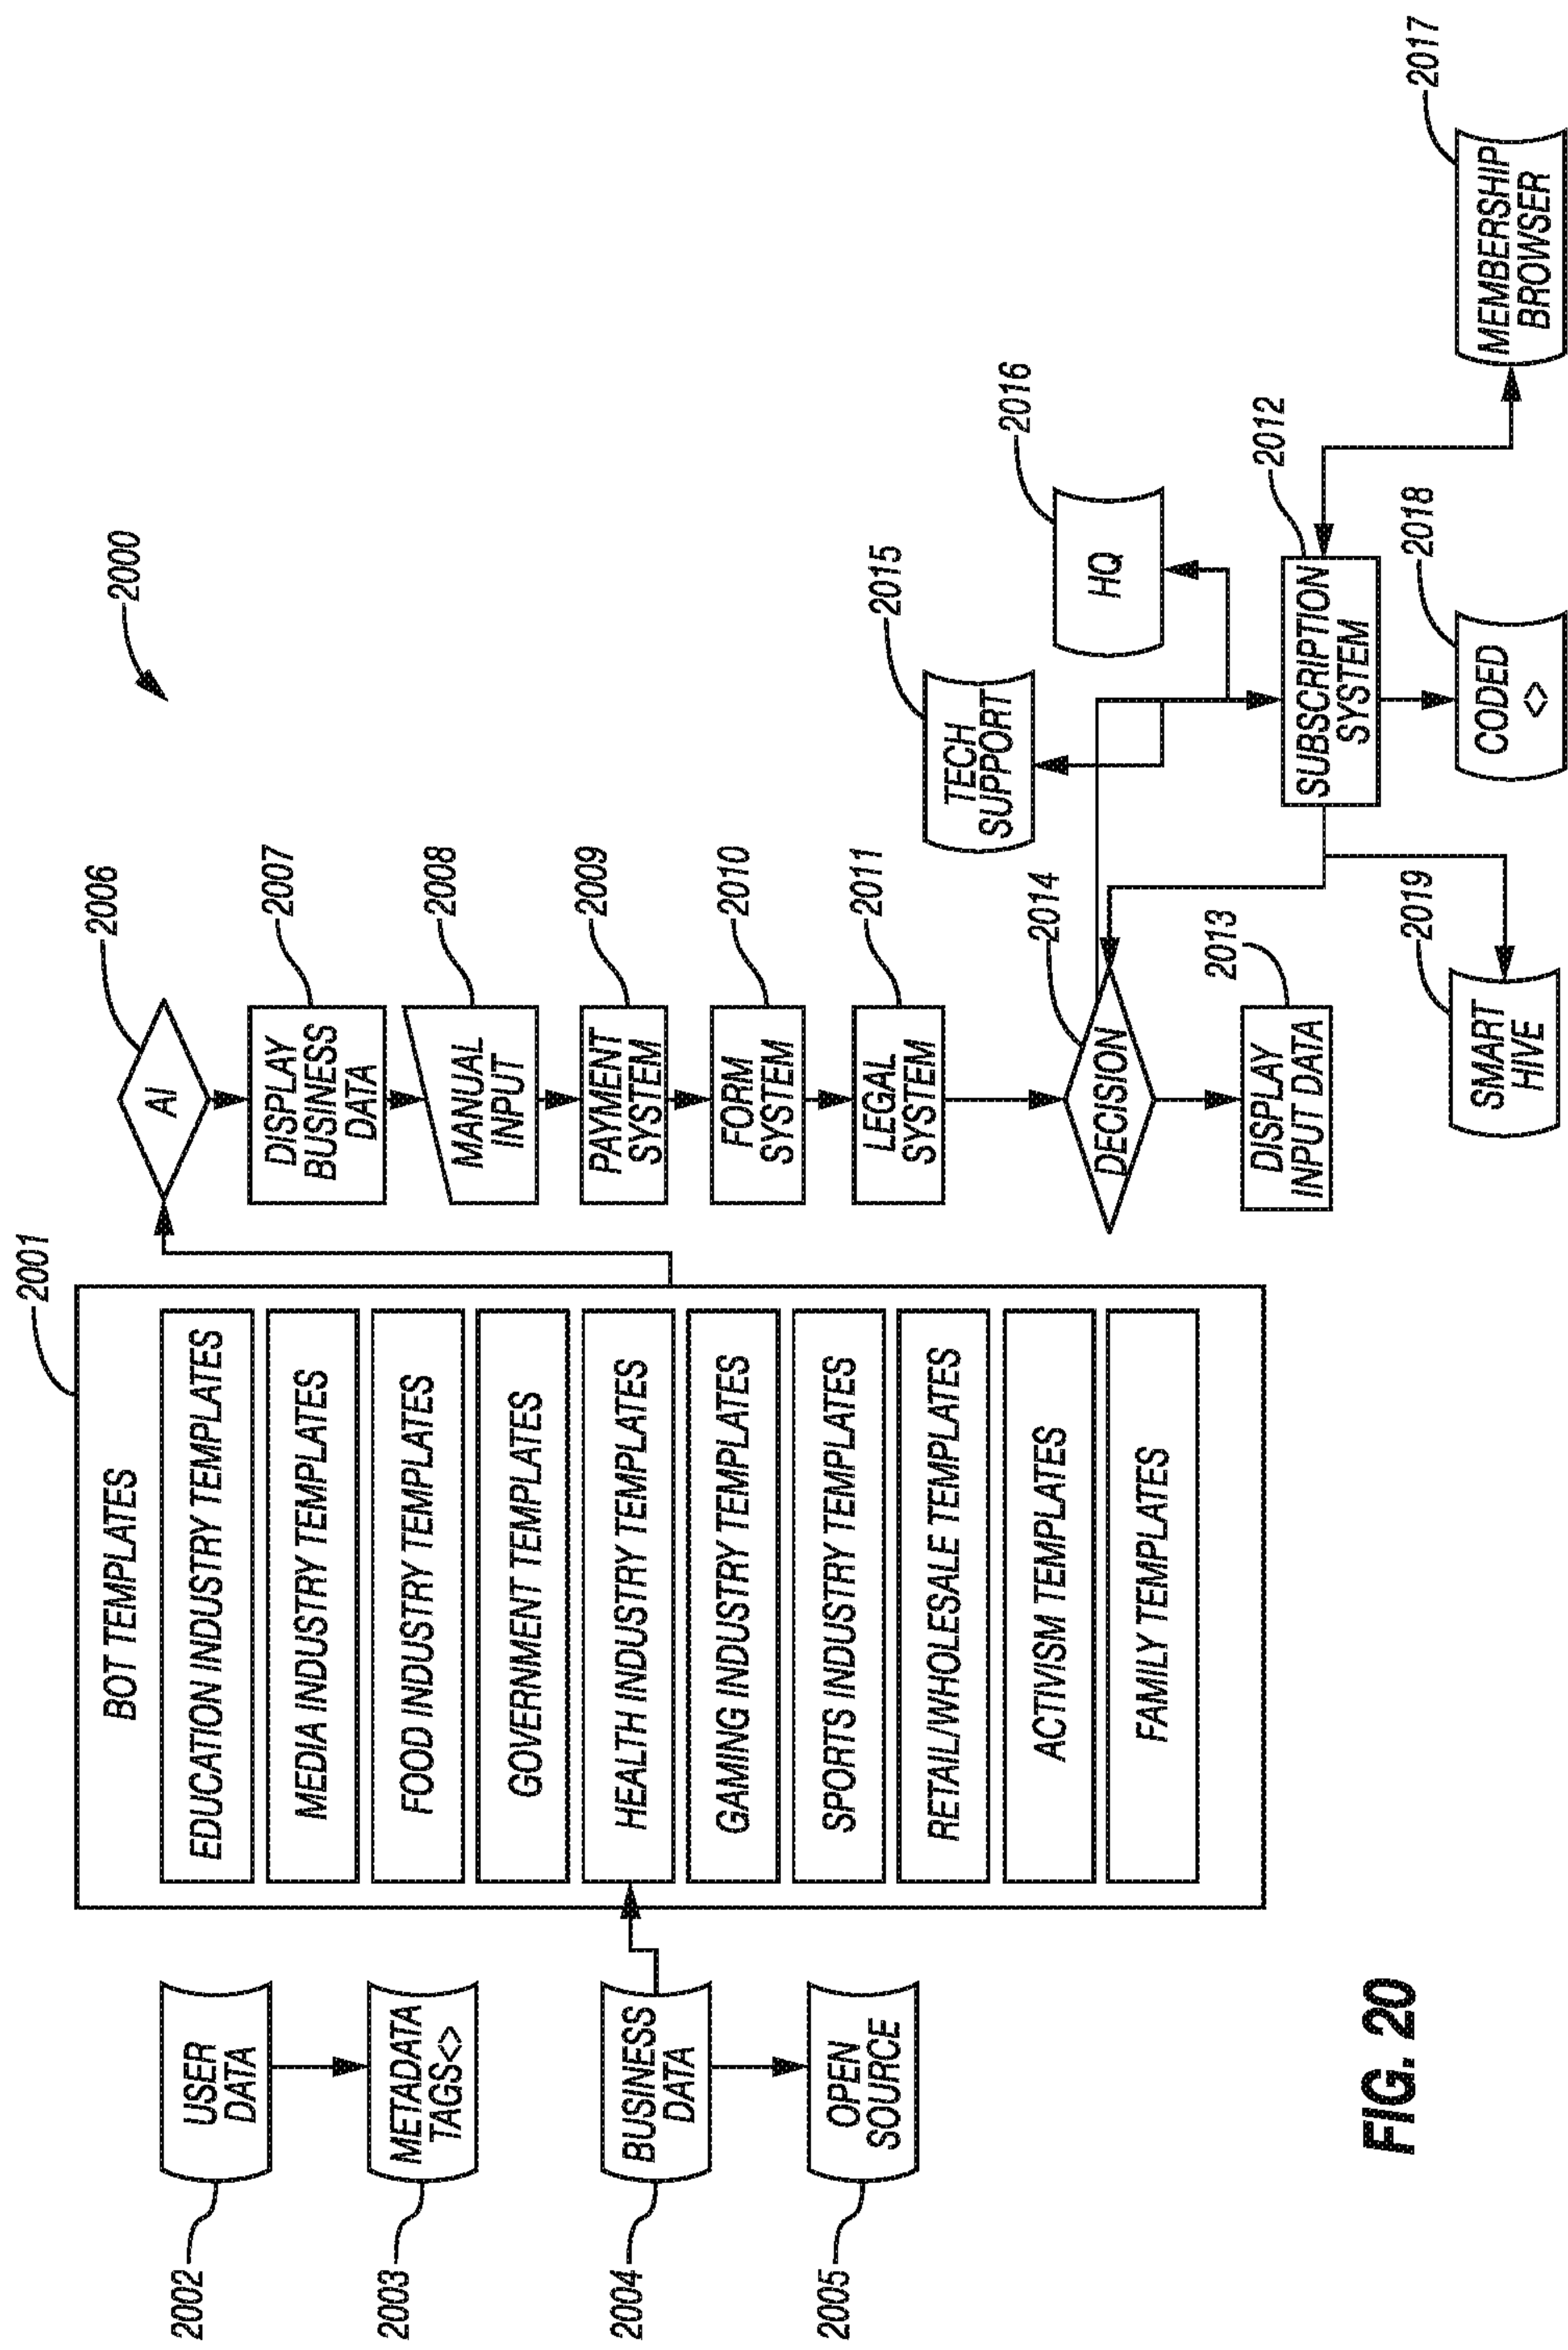 2000
2001
BOT TEMPLATES
EDUCATION INDUSTRY TEMPLATES
MEDIA INDUSTRY TEMPLATES
FOOD INDUSTRY TEMPLATES
GOVERNMENT TEMPLATES
HEALTH INDUSTRY TEMPLATES
GAMING INDUSTRY TEMPLATES
SPORTS INDUSTRY TEMPLATES
RETAIL/WHOLESALE TEMPLATES
ACTIVISM TEMPLATES
FAMILY TEMPLATES
2002
USER
DATA
2003
METADATA
TAGS<>
2004
BUSINESS
DATA
2005
OPEN
SOURCE
2006
AI
2007
DISPLAY
BUSINESS
DATA
2008
MANUAL
INPUT
2009
PAYMENT
SYSTEM
2010
FORM
SYSTEM
2011
LEGAL
SYSTEM
2014
DECISION
2013
DISPLAY
INPUT DATA
2015
TECH
SUPPORT
2016
HQ
2012
SUBSCRIPTION
SYSTEM
2017
MEMBERSHIP
BROWSER
2018
CODED
<>
2019
SMART
HIVE
FIG. 20